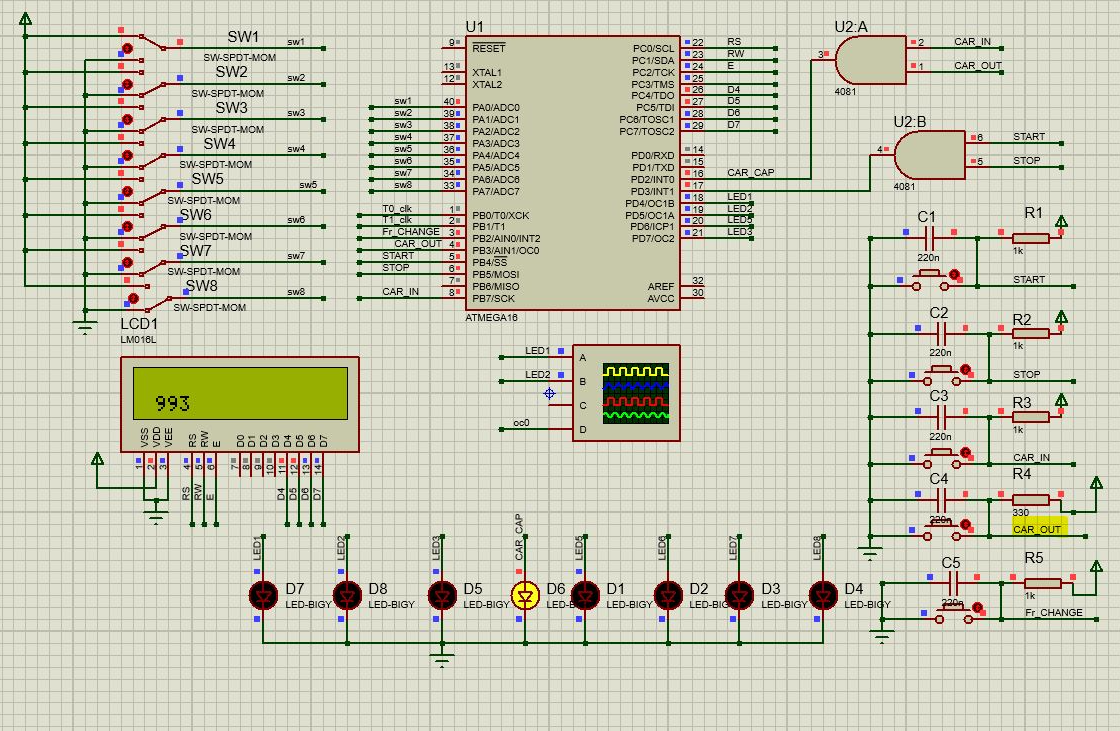 SW1
sw1
SW-SPDT-MOM
SW2
sw2
SW-SPDT-MOM
SW3
sw3
SW-SPDT-MOM
SW4
sw4
SW-SPDT-MOM
SW5
sw5
SW-SPDT-MOM
SW6
sw6
SW-SPDT-MOM
SW7
sw7
SW-SPDT-MOM
SW8
sw8
SW-SPDT-MOM
U1
9 RESET
13 XTAL1
12 XTAL2
sw1 40 PA0/ADC0
sw2 39 PA1/ADC1
sw3 38 PA2/ADC2
sw4 37 PA3/ADC3
sw5 36 PA4/ADC4
sw6 35 PA5/ADC5
sw7 34 PA6/ADC6
sw8 33 PA7/ADC7
T0_clk 1 PB0/T0/XCK
T1_clk 2 PB1/T1
Fr_CHANGE 3 PB2/AIN0/INT2
CAR_OUT 4 PB3/AIN1/OC0
START 5 PB4/SS
STOP 6 PB5/MOSI
7 PB6/MISO
CAR_IN 8 PB7/SCK
PC0/SCL 22 RS
PC1/SDA 23 RW
PC2/TCK 24 E
PC3/TMS 25
PC4/TDO 26 D4
PC5/TDI 27 D5
PC6/TOSC1 28 D6
PC7/TOSC2 29 D7
PD0/RXD 14
PD1/TXD 15
PD2/INT0 16 CAR_CAP
PD3/INT1 17
PD4/OC1B 18 LED1
PD5/OC1A 19 LED2
PD6/ICP1 20 LED5
PD7/OC2 21 LED3
AREF 32
AVCC 30
ATMEGA16
U2:A
3
2 CAR_IN
1 CAR_OUT
4081
U2:B
4
6 START
5 STOP
4081
C1
220n
R1
1k
START
C2
220n
R2
1k
STOP
C3
220n
R3
1k
CAR_IN
C4
220n
R4
330
CAR_OUT
C5
220n
R5
1k
Fr_CHANGE
LCD1
LM016L
993
VSS VDD VEE RS RW E D0 D1 D2 D3 D4 D5 D6 D7
1 2 3 4 5 6 7 8 9 10 11 12 13 14
RS RW E D4 D5 D6 D7
LED1 A
LED2 B
C
oc0 D
LED1 LED2 LED3 CAR_CAP LED5 LED6 LED7 LED8
D7 D8 D5 D6 D1 D2 D3 D4
LED-BIGY LED-BIGY LED-BIGY LED-B LED-BIGY LED-BIG LED-BIGY LED-BIGY